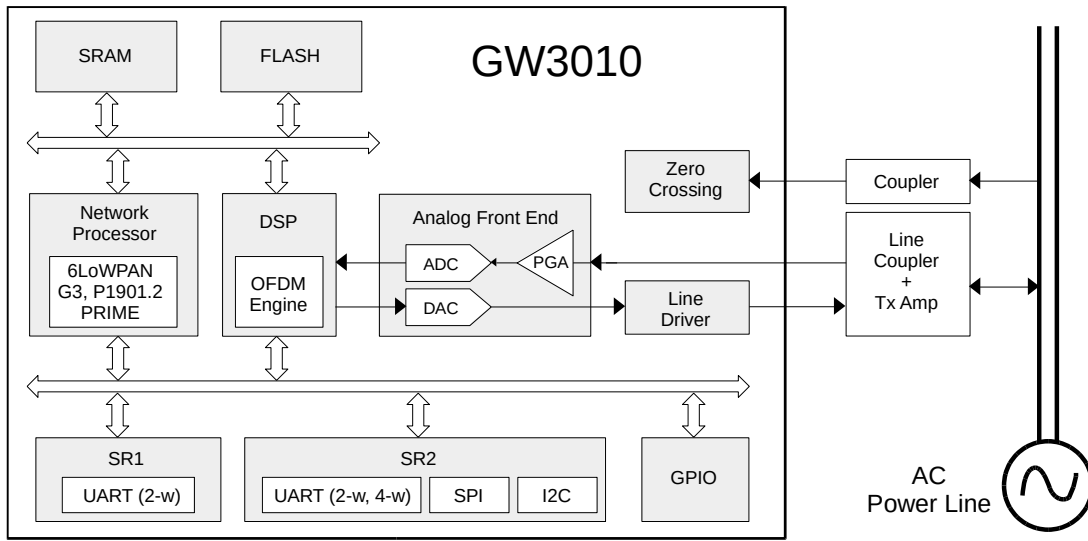 SRAM
FLASH
GW3010
Network
Processor
6LoWPAN
G3, P1901.2
PRIME
DSP
OFDM
Engine
Analog Front End
ADC
PGA
DAC
Zero
Crossing
Line
Driver
Coupler
Line
Coupler
+
Tx Amp
SR1
UART (2-w)
SR2
UART (2-w, 4-w)
SPI
I2C
GPIO
AC
Power Line